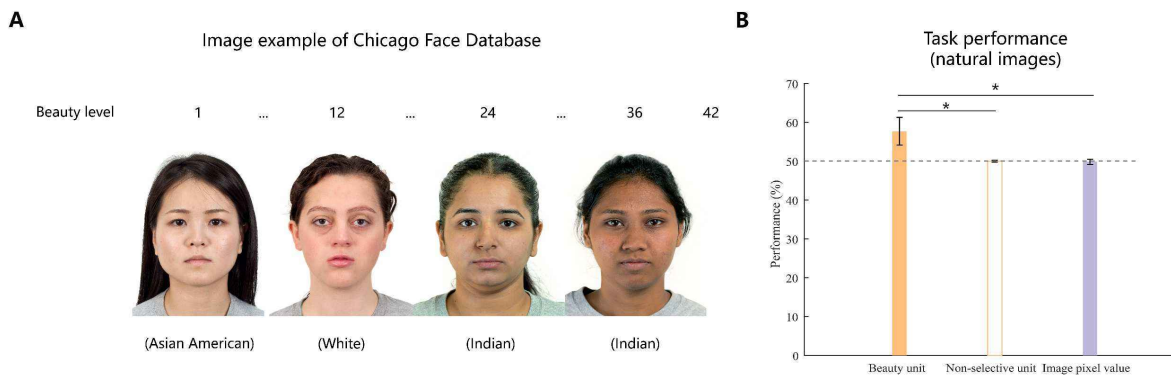 A
Image example of Chicago Face Database
Beauty level 1 ... 12 ... 24 ... 36 42
(Asian American) (White) (Indian) (Indian)
B
Task performance
(natural images)
*
*
Performance (%)
70
60
50
40
30
20
10
0
Beauty unit Non-selective unit Image pixel value